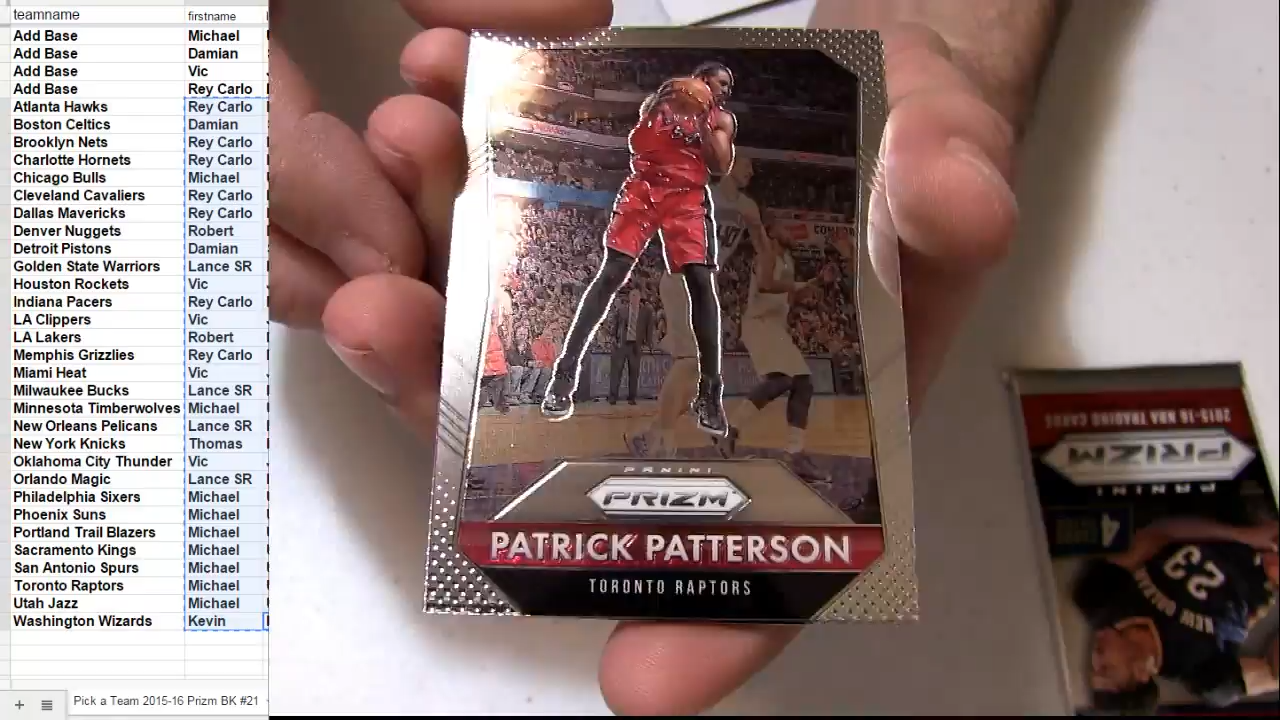 teamname firstname
Add Base Michael
Add Base Damian
Add Base Vic
Add Base Rey Carlo
Atlanta Hawks Rey Carlo
Boston Celtics Damian
Brooklyn Nets Rey Carlo
Charlotte Hornets Rey Carlo
Chicago Bulls Michael
Cleveland Cavaliers Rey Carlo
Dallas Mavericks Rey Carlo
Denver Nuggets Robert
Detroit Pistons Damian
Golden State Warriors Lance SR
Houston Rockets Vic
Indiana Pacers Rey Carlo
LA Clippers Vic
LA Lakers Robert
Memphis Grizzlies Rey Carlo
Miami Heat Vic
Milwaukee Bucks Lance SR
Minnesota Timberwolves Michael
New Orleans Pelicans Lance SR
New York Knicks Thomas
Oklahoma City Thunder Vic
Orlando Magic Lance SR
Philadelphia Sixers Michael
Phoenix Suns Michael
Portland Trail Blazers Michael
Sacramento Kings Michael
San Antonio Spurs Michael
Toronto Raptors Michael
Utah Jazz Michael
Washington Wizards Kevin
Pick a Team 2015-16 Prizm BK #21
PANINI
PRIZM
PATRICK PATTERSON
TORONTO RAPTORS
2015-16 NBA TRADING CARDS
PRIZM
PANINI
4
23
NEW ORLEANS